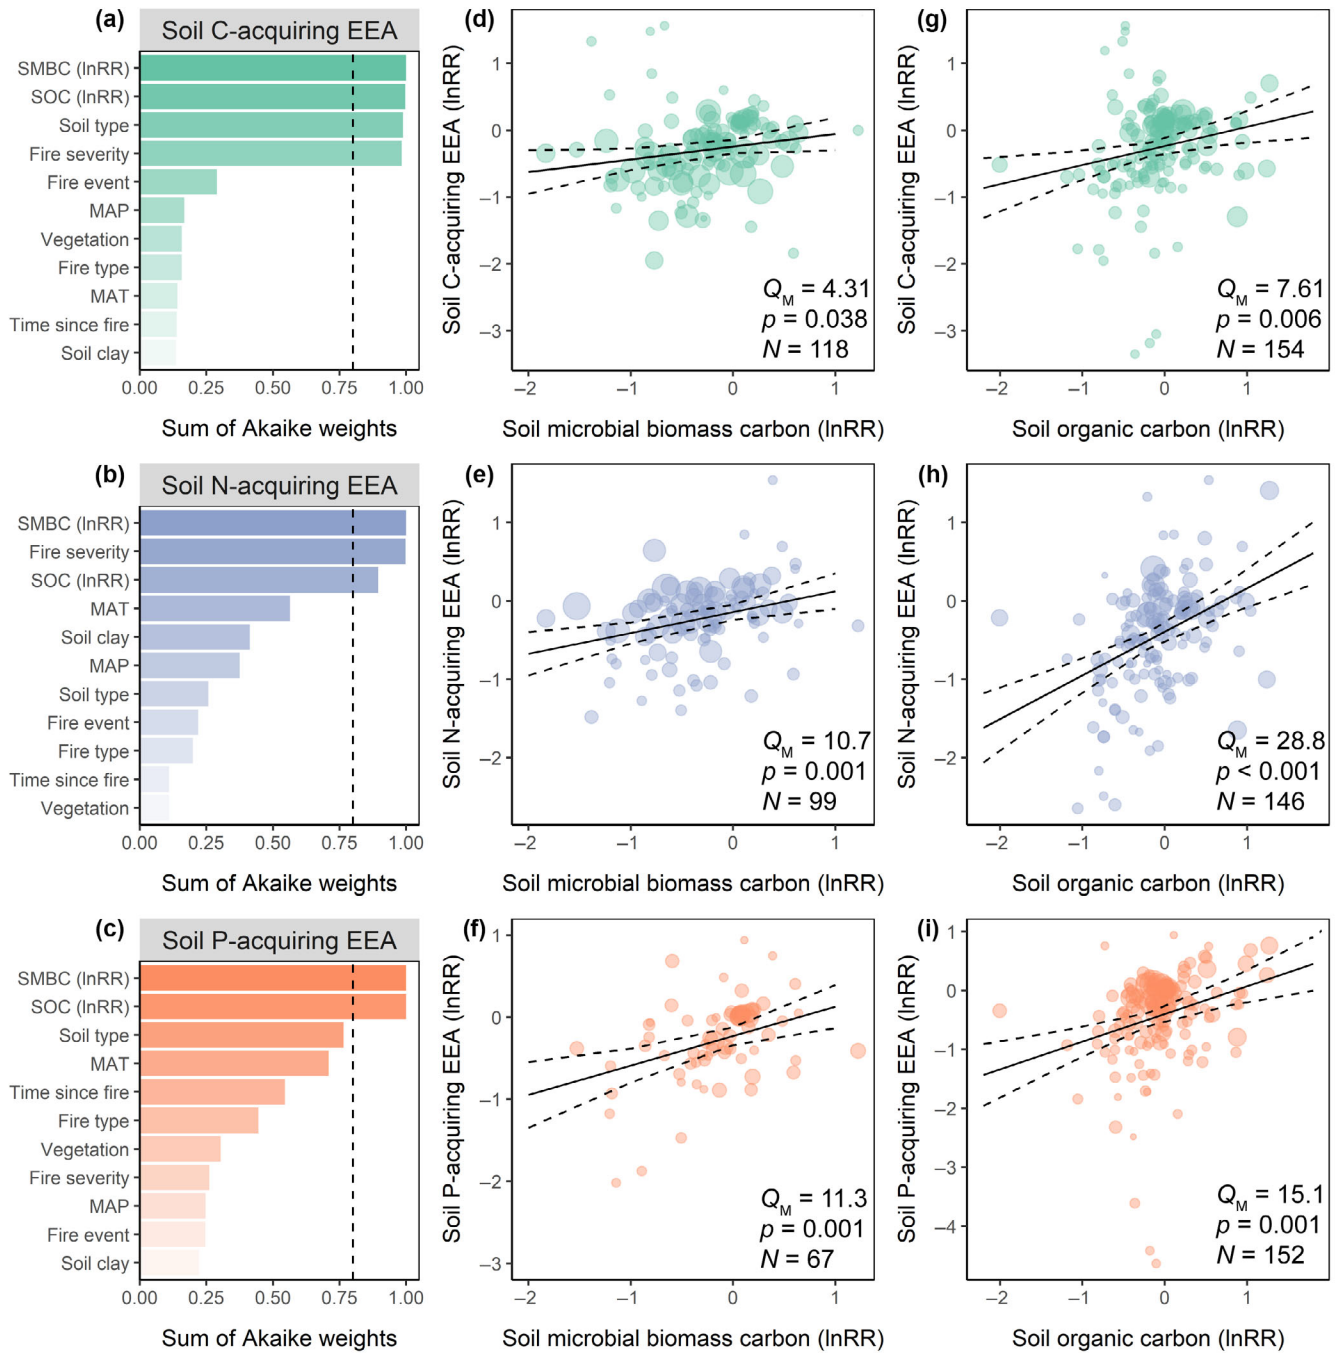 (a)
Soil C-acquiring EEA
SMBC (lnRR)
SOC (lnRR)
Soil type
Fire severity
Fire event
MAP
Vegetation
Fire type
MAT
Time since fire
Soil clay
0.00 0.25 0.50 0.75 1.00
Sum of Akaike weights
(d)
Soil C-acquiring EEA (lnRR)
1
0
−1
−2
−3
Q_M = 4.31
p = 0.038
N = 118
−2 −1 0 1
Soil microbial biomass carbon (lnRR)
(g)
Soil C-acquiring EEA (lnRR)
1
0
−1
−2
−3
Q_M = 7.61
p = 0.006
N = 154
−2 −1 0 1
Soil organic carbon (lnRR)
(b)
Soil N-acquiring EEA
SMBC (lnRR)
Fire severity
SOC (lnRR)
MAT
Soil clay
MAP
Soil type
Fire event
Fire type
Time since fire
Vegetation
0.00 0.25 0.50 0.75 1.00
Sum of Akaike weights
(e)
Soil N-acquiring EEA (lnRR)
1
0
−1
−2
Q_M = 10.7
p = 0.001
N = 99
−2 −1 0 1
Soil microbial biomass carbon (lnRR)
(h)
Soil N-acquiring EEA (lnRR)
1
0
−1
−2
Q_M = 28.8
p < 0.001
N = 146
−2 −1 0 1
Soil organic carbon (lnRR)
(c)
Soil P-acquiring EEA
SMBC (lnRR)
SOC (lnRR)
Soil type
MAT
Time since fire
Fire type
Vegetation
Fire severity
MAP
Fire event
Soil clay
0.00 0.25 0.50 0.75 1.00
Sum of Akaike weights
(f)
Soil P-acquiring EEA (lnRR)
1
0
−1
−2
−3
Q_M = 11.3
p = 0.001
N = 67
−2 −1 0 1
Soil microbial biomass carbon (lnRR)
(i)
Soil P-acquiring EEA (lnRR)
1
0
−1
−2
−3
−4
Q_M = 15.1
p = 0.001
N = 152
−2 −1 0 1
Soil organic carbon (lnRR)